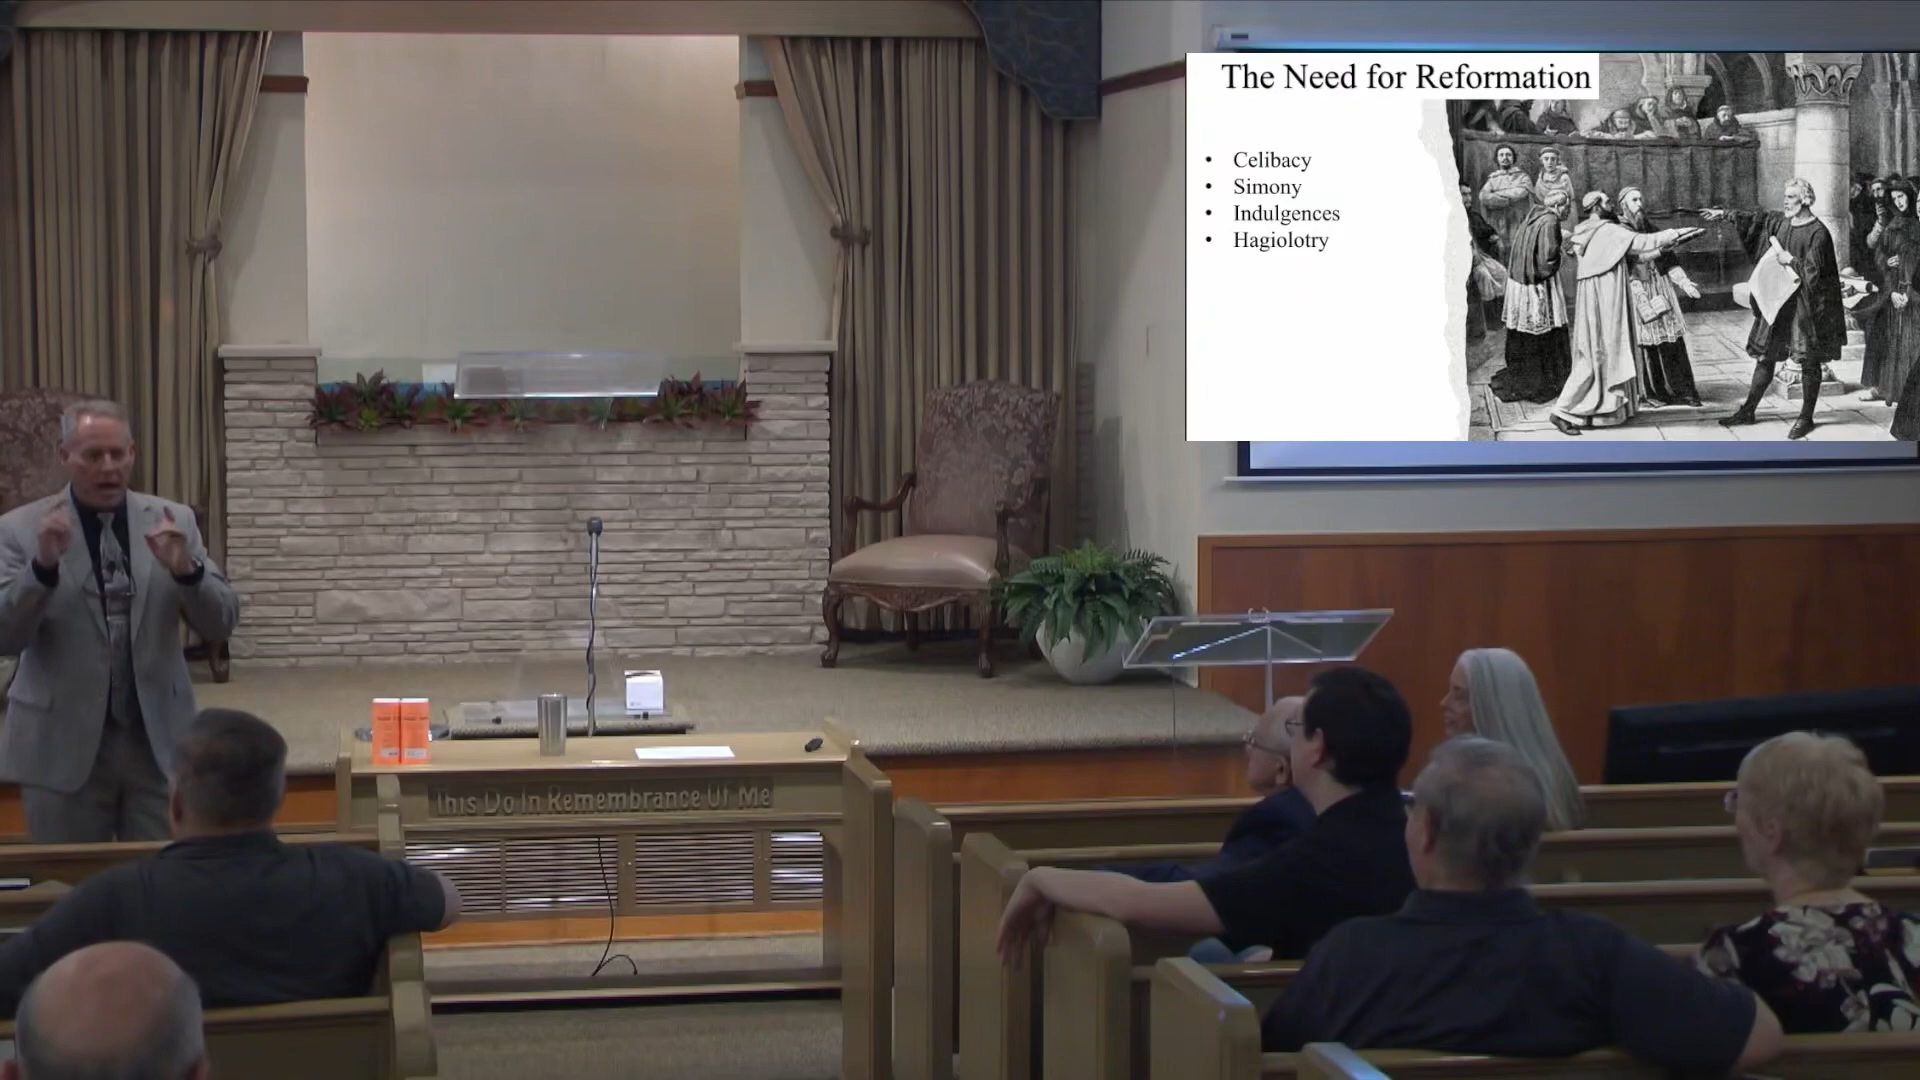 The Need for Reformation
• Celibacy
• Simony
• Indulgences
• Hagiolotry
This Do In Remembrance Of Me